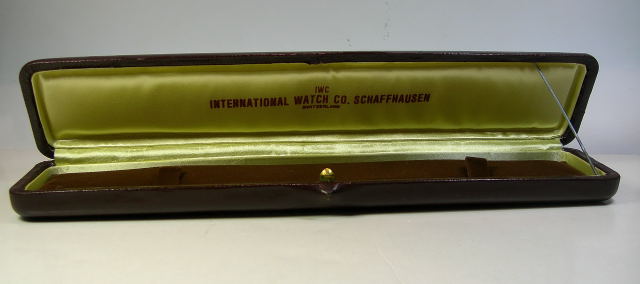 IWC
INTERNATIONAL WATCH CO. SCHAFFHAUSEN
SWITZERLAND